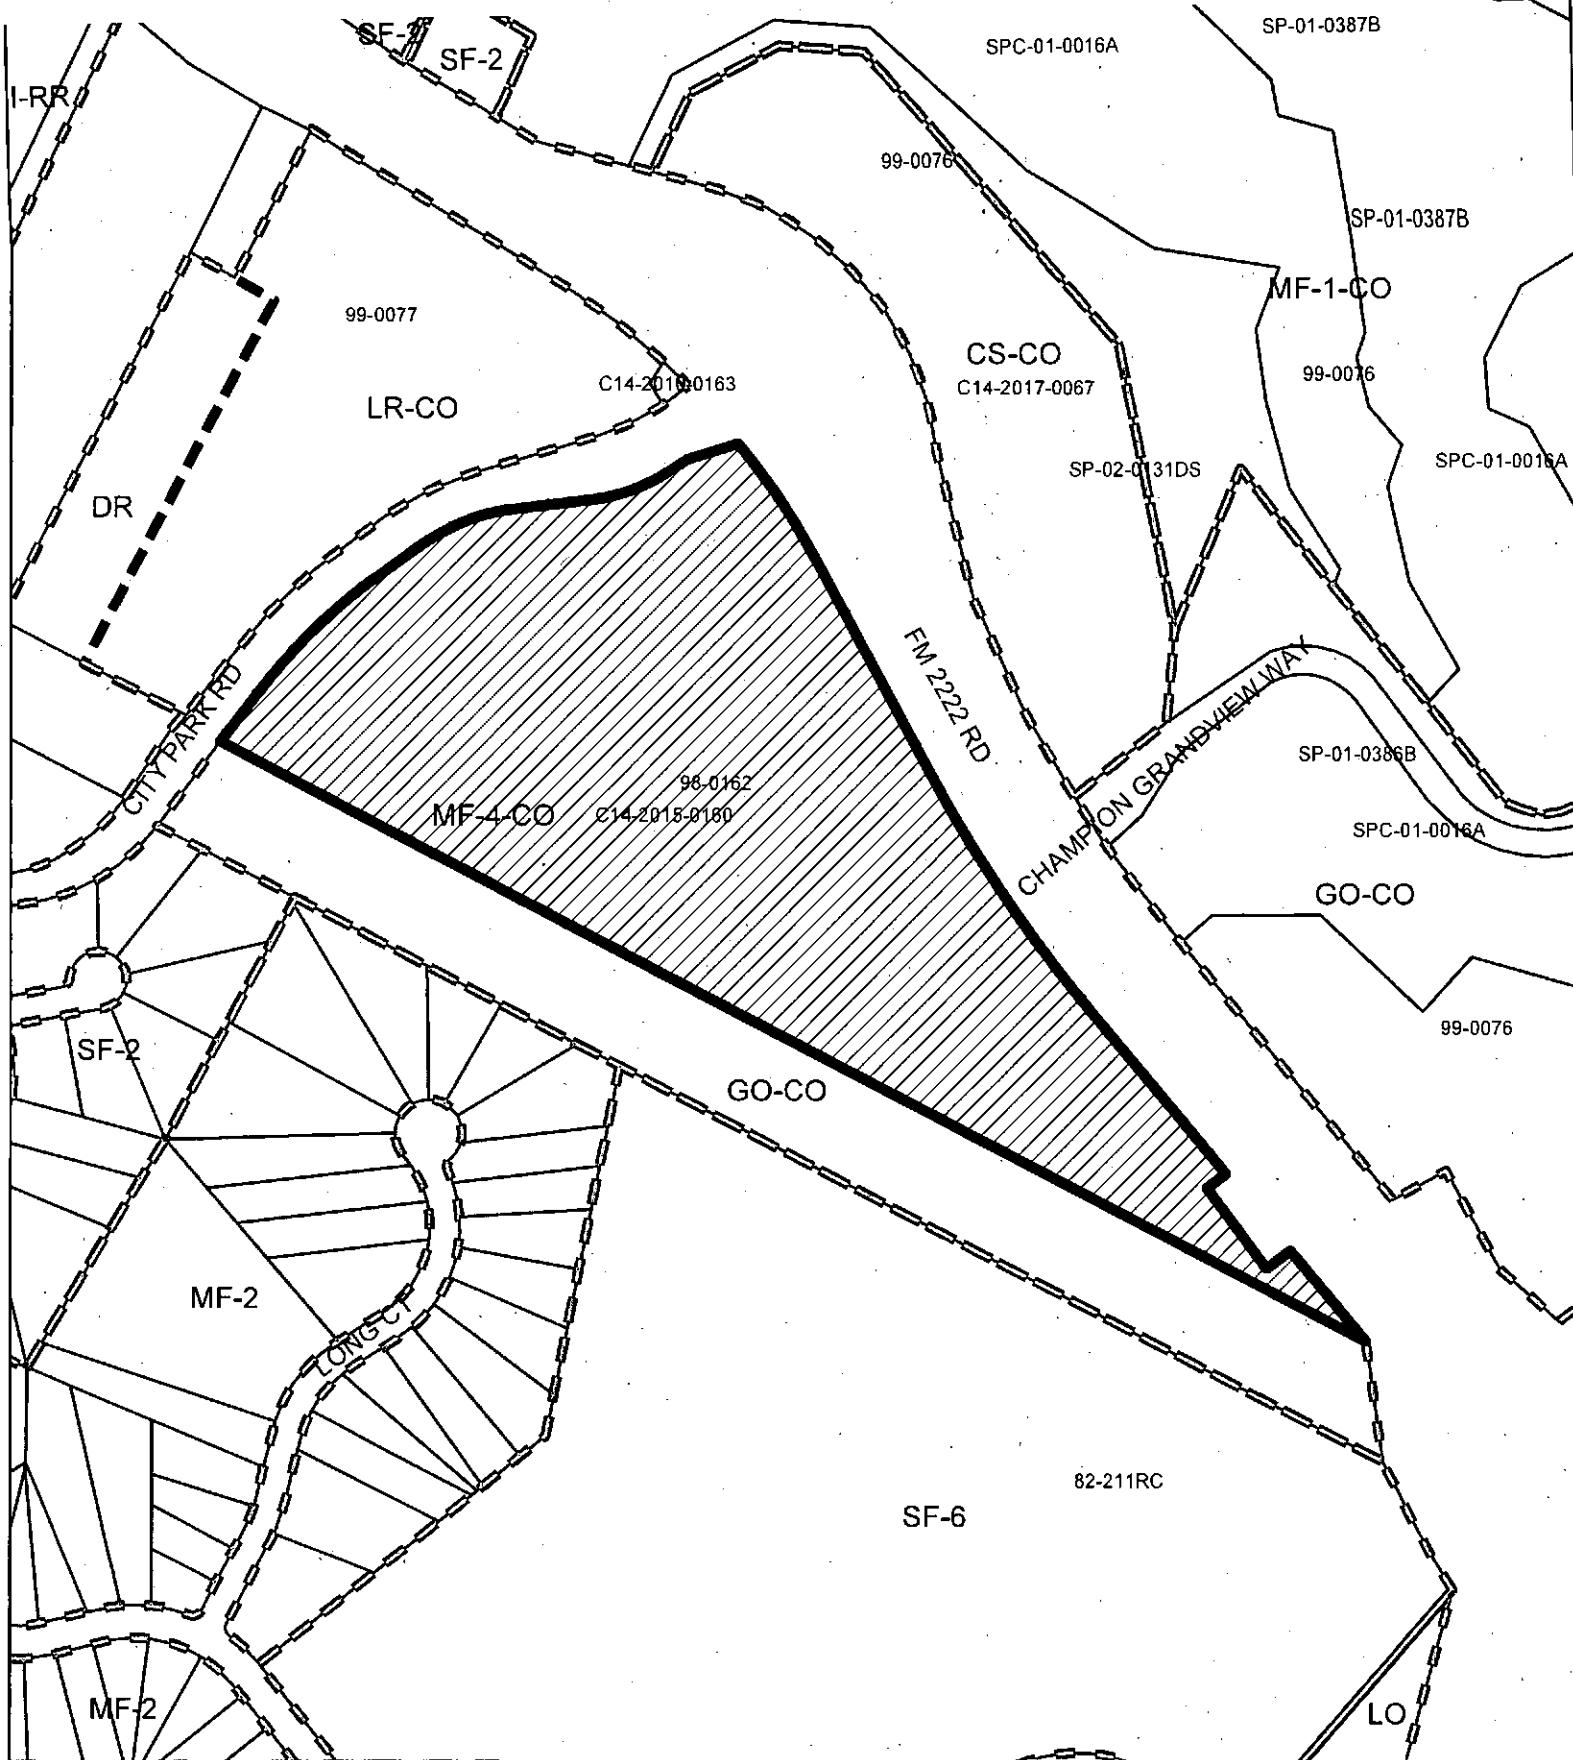 SP-01-0387B
SF-2
SPC-01-0016A
SF-2
I-RR
99-0076
SP-01-0387B
MF-1-CO
99-0077
CS-CO
99-0076
C14-2017-0067
LR-CO
SPC-01-0016A
SP-02-0131DS
DR
FM 2222 RD
CITY PARK RD
CHAMPION GRANDVIEW WAY
SP-01-0386B
98-0162
MF-4-CO
C14-2015-0160
SPC-01-0016A
GO-CO
99-0076
SF-2
GO-CO
MF-2
LONG CT
82-211RC
SF-6
MF-2
LO